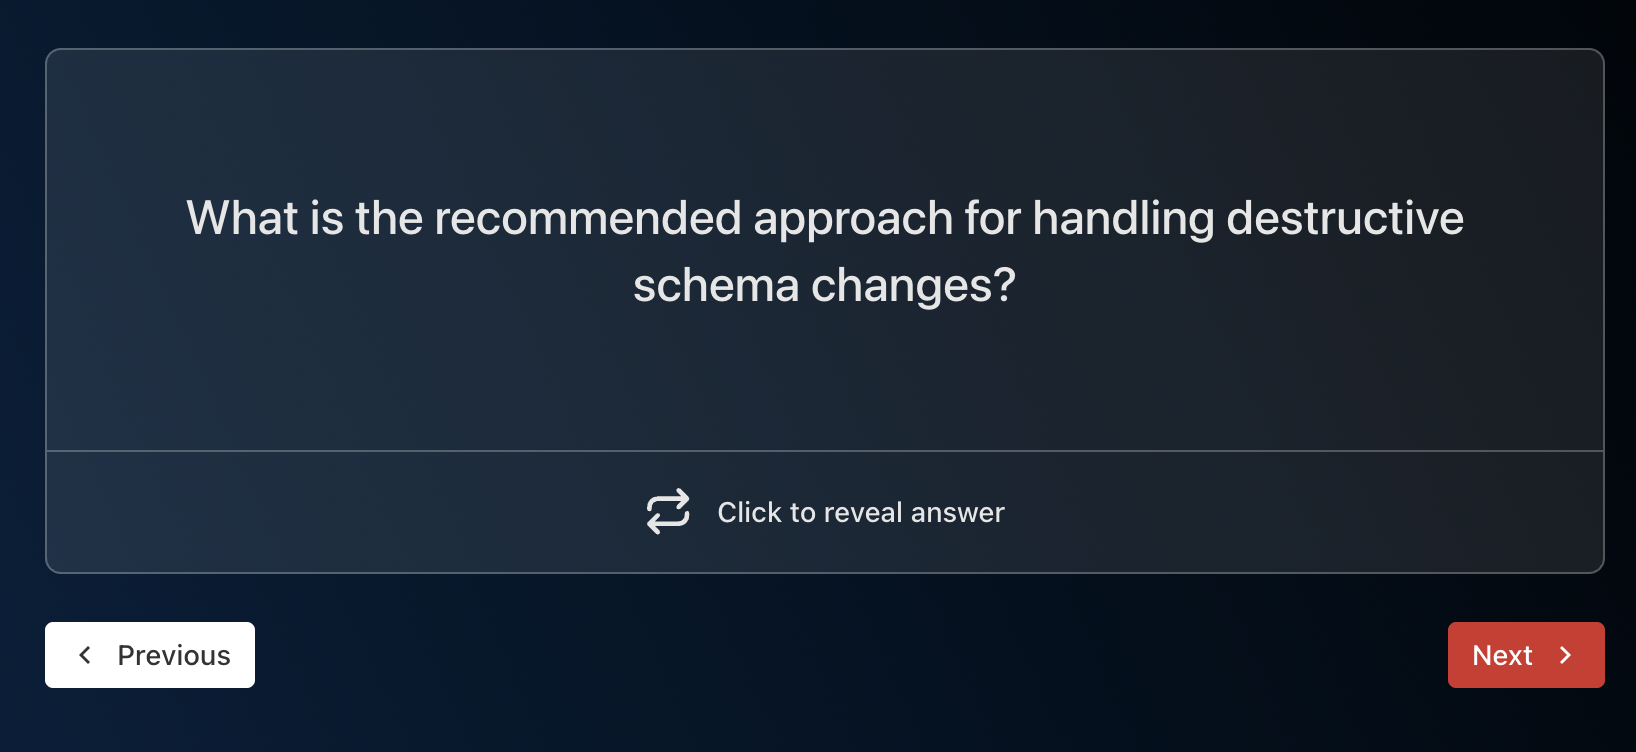 What is the recommended approach for handling destructive
schema changes?
Click to reveal answer
Previous
Next